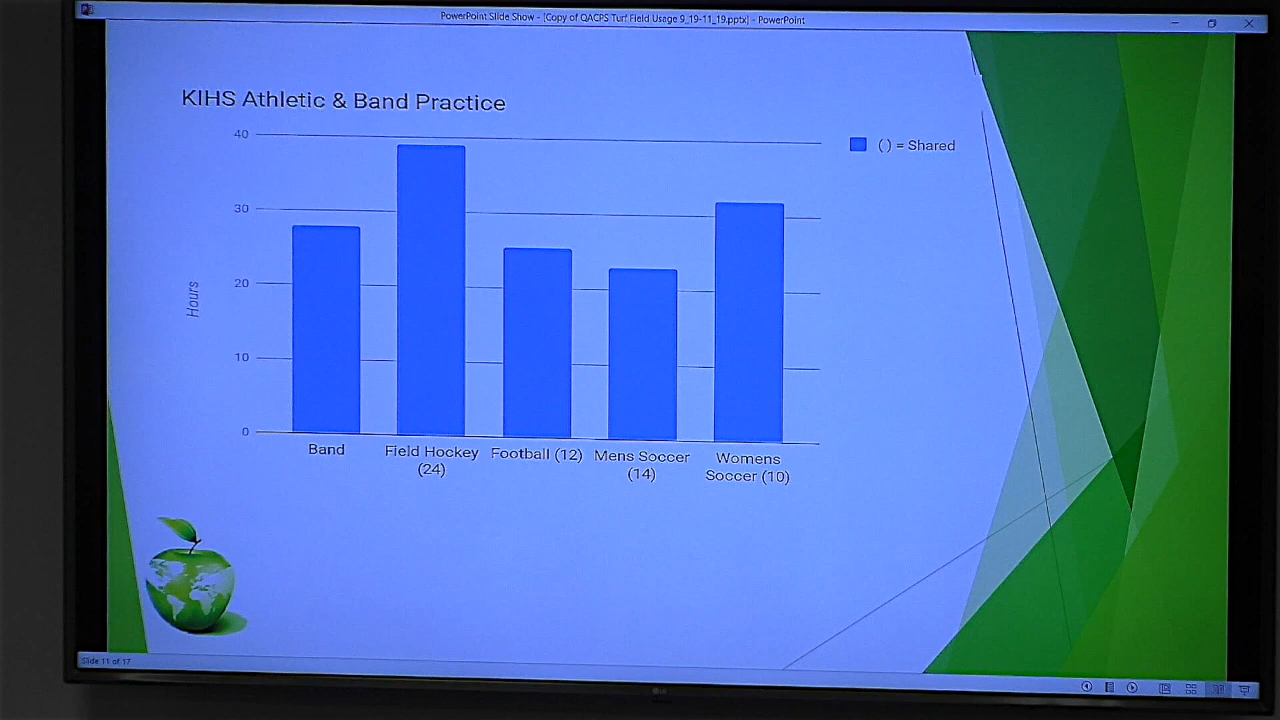 PowerPoint Slide Show - [Copy of QACPS Turf Field Usage 9_19-11_19.pptx] - PowerPoint
KIHS Athletic & Band Practice
( ) = Shared
40
30
20
10
0
Hours
Band
Field Hockey
(24)
Football (12)
Mens Soccer
(14)
Womens
Soccer (10)
Slide 11 of 17
LG